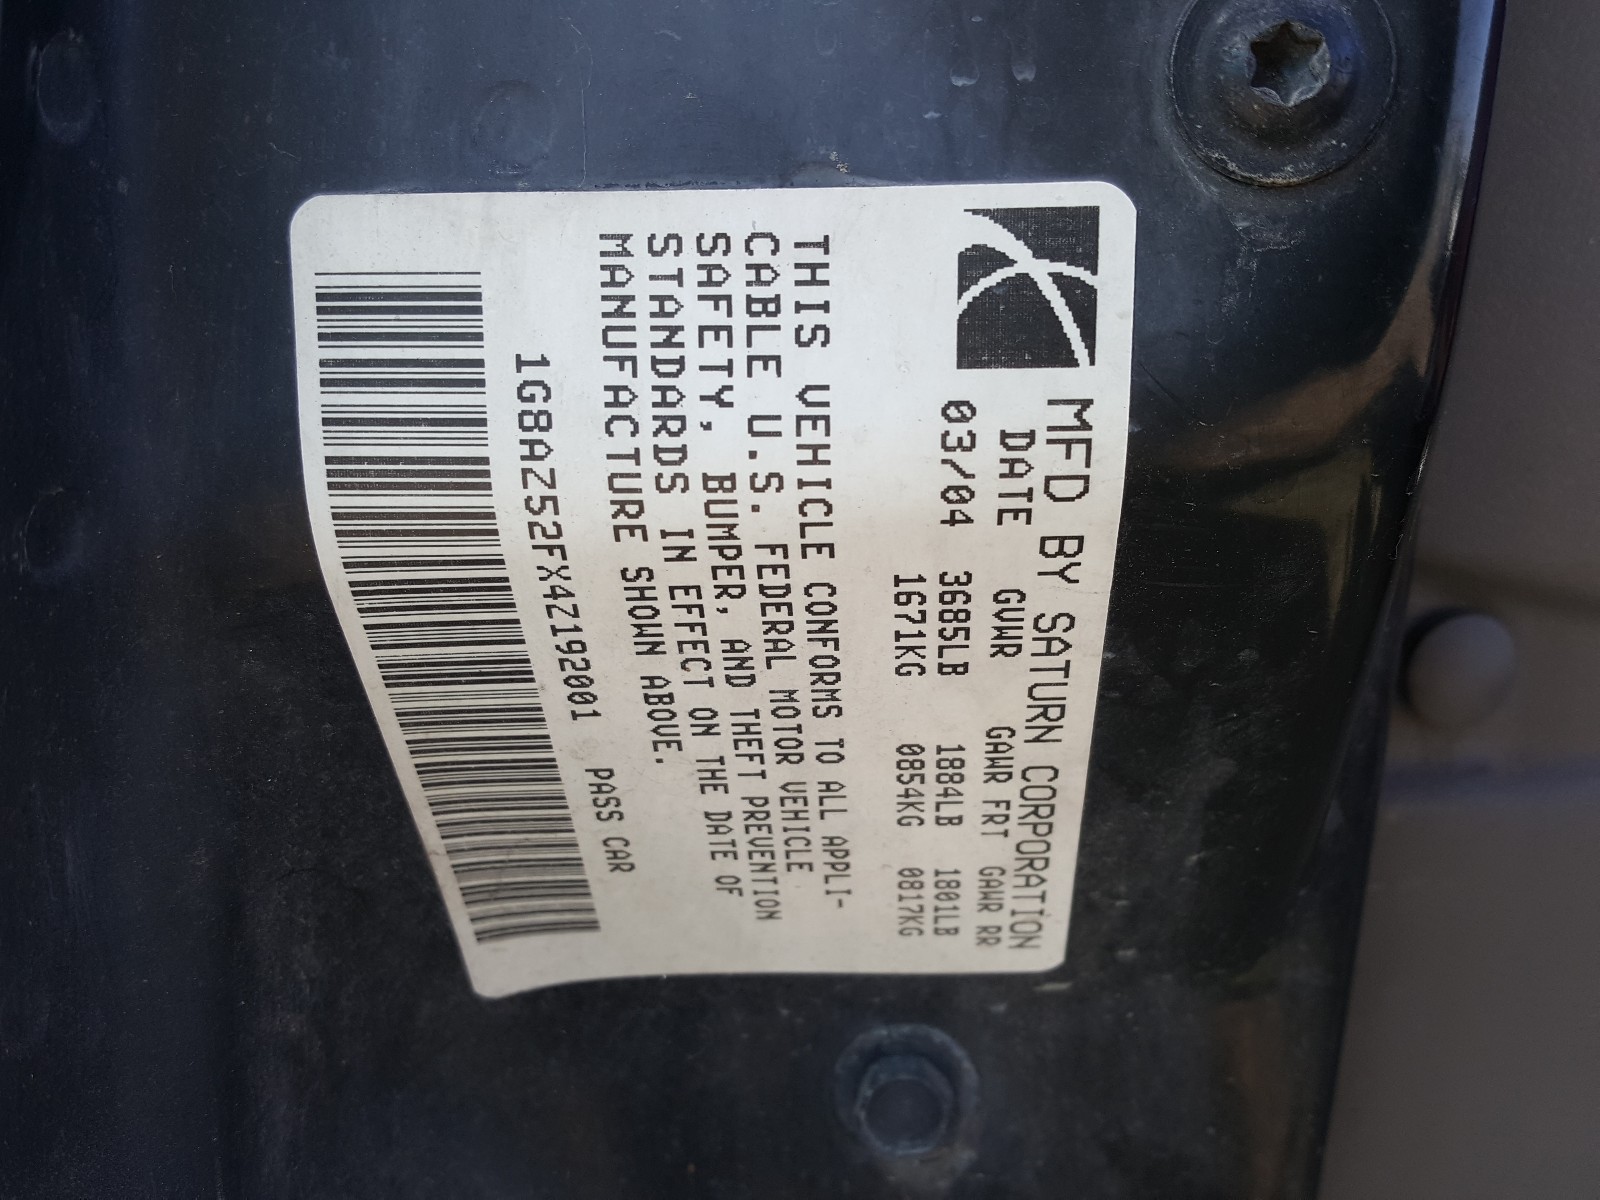 MFD BY SATURN CORPORATION
DATE GVWR GAWR FRT GAWR RR
03/04 3685LB 1884LB 1801LB
1671KG 0854KG 0817KG
THIS VEHICLE CONFORMS TO ALL APPLI-
CABLE U.S. FEDERAL MOTOR VEHICLE
SAFETY, BUMPER, AND THEFT PREVENTION
STANDARDS IN EFFECT ON THE DATE OF
MANUFACTURE SHOWN ABOVE.
1G8AZ52FX4Z192001 PASS CAR